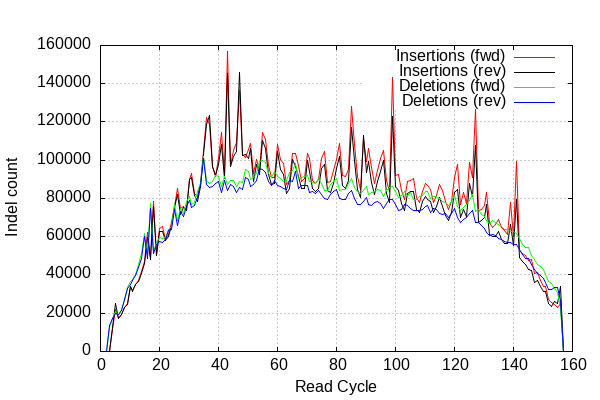 160000
140000
120000
100000
80000
60000
40000
20000
0
Indel count
Insertions (fwd)
Insertions (rev)
Deletions (fwd)
Deletions (rev)
0 20 40 60 80 100 120 140 160
Read Cycle